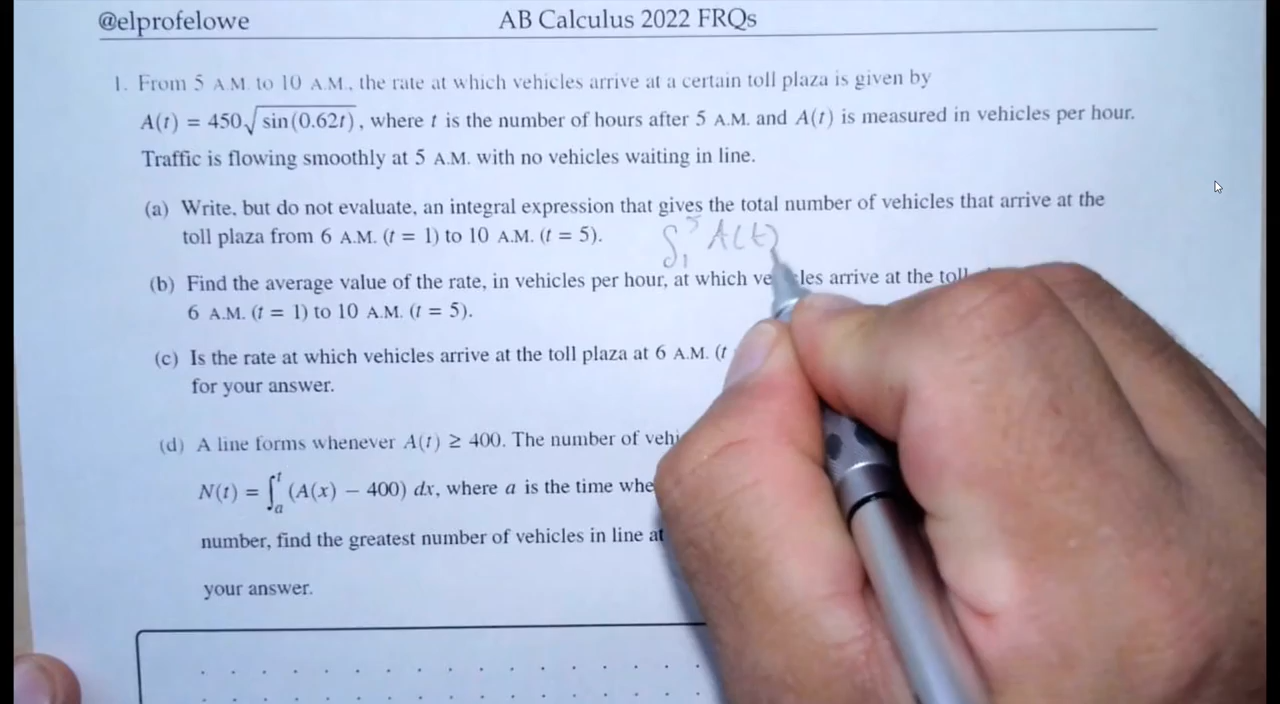 @elprofelowe AB Calculus 2022 FRQs
1. From 5 A.M. to 10 A.M., the rate at which vehicles arrive at a certain toll plaza is given by
A(t) = 450√sin(0.62t), where t is the number of hours after 5 A.M. and A(t) is measured in vehicles per hour.
Traffic is flowing smoothly at 5 A.M. with no vehicles waiting in line.
(a) Write, but do not evaluate, an integral expression that gives the total number of vehicles that arrive at the
toll plaza from 6 A.M. (t = 1) to 10 A.M. (t = 5). ∫₁⁵ A(t)
(b) Find the average value of the rate, in vehicles per hour, at which ve les arrive at the toll
6 A.M. (t = 1) to 10 A.M. (t = 5).
(c) Is the rate at which vehicles arrive at the toll plaza at 6 A.M. (t
for your answer.
(d) A line forms whenever A(t) ≥ 400. The number of vehi
N(t) = ∫ₐᵗ (A(x) − 400) dx, where a is the time whe
number, find the greatest number of vehicles in line at
your answer.